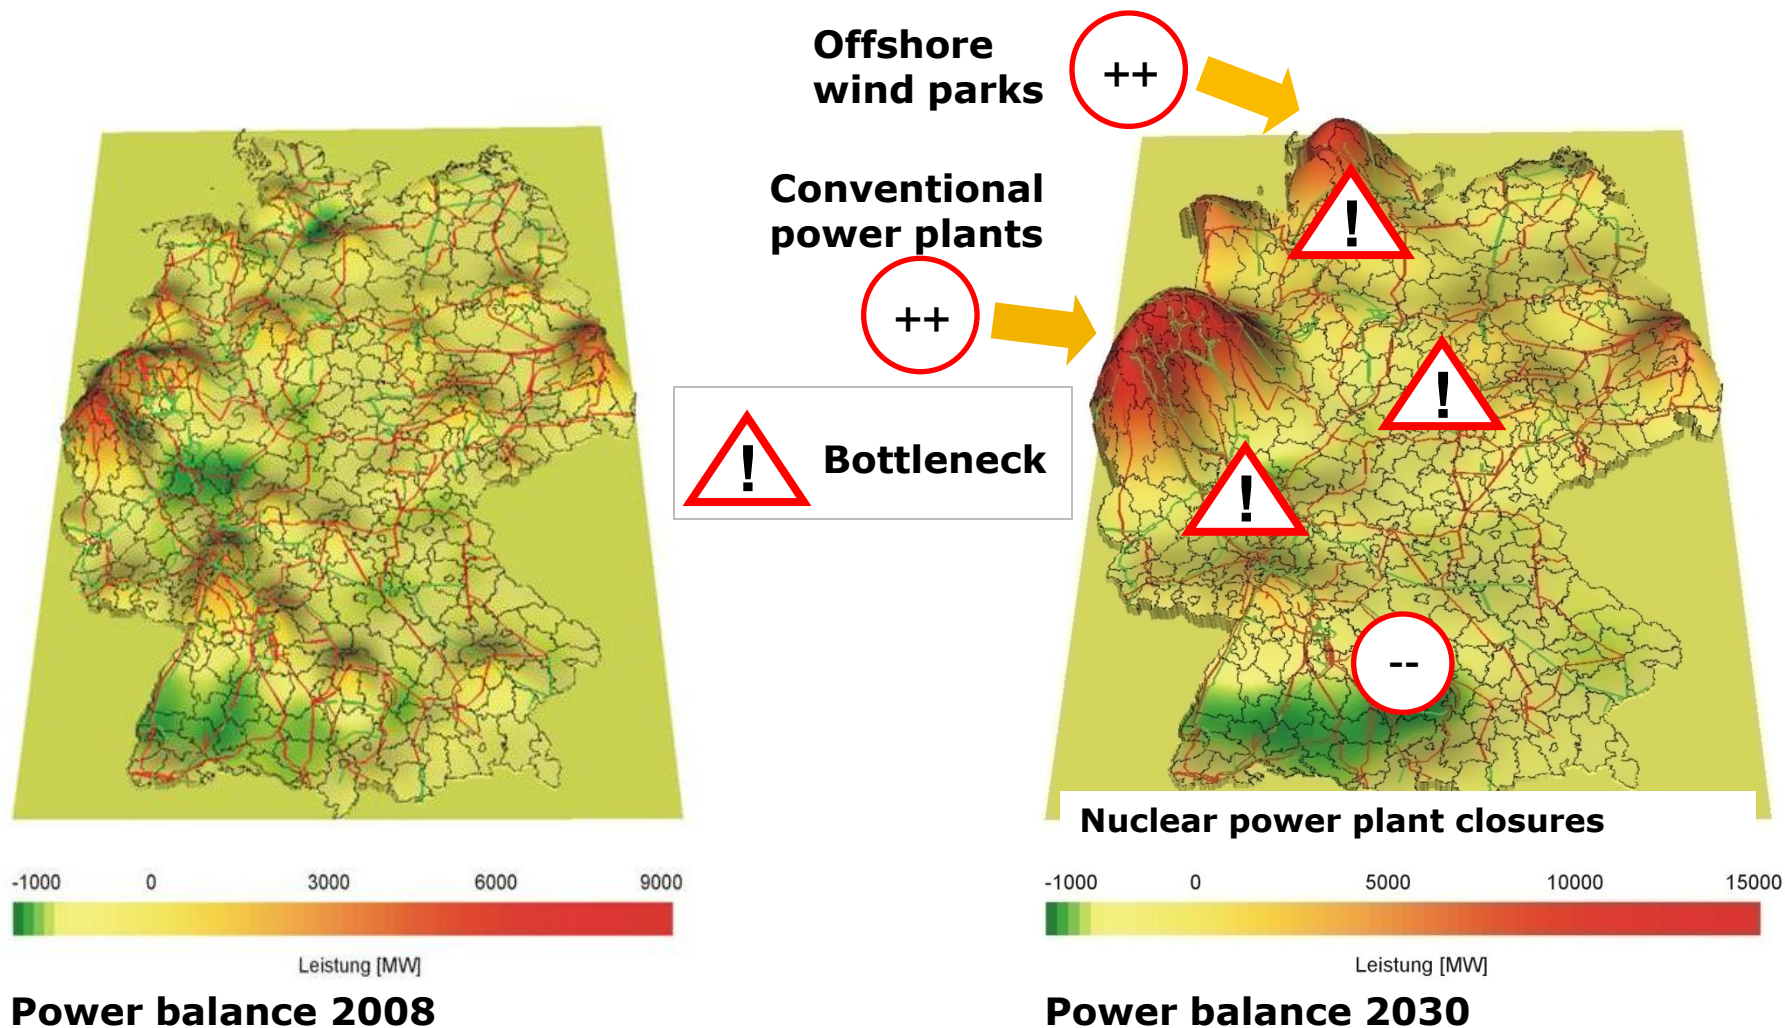 Offshore
wind parks
++
Conventional
power plants
++
!
Bottleneck
!
!
!
--
Nuclear power plant closures
-1000 0 3000 6000 9000
Leistung [MW]
Power balance 2008
-1000 0 5000 10000 15000
Leistung [MW]
Power balance 2030